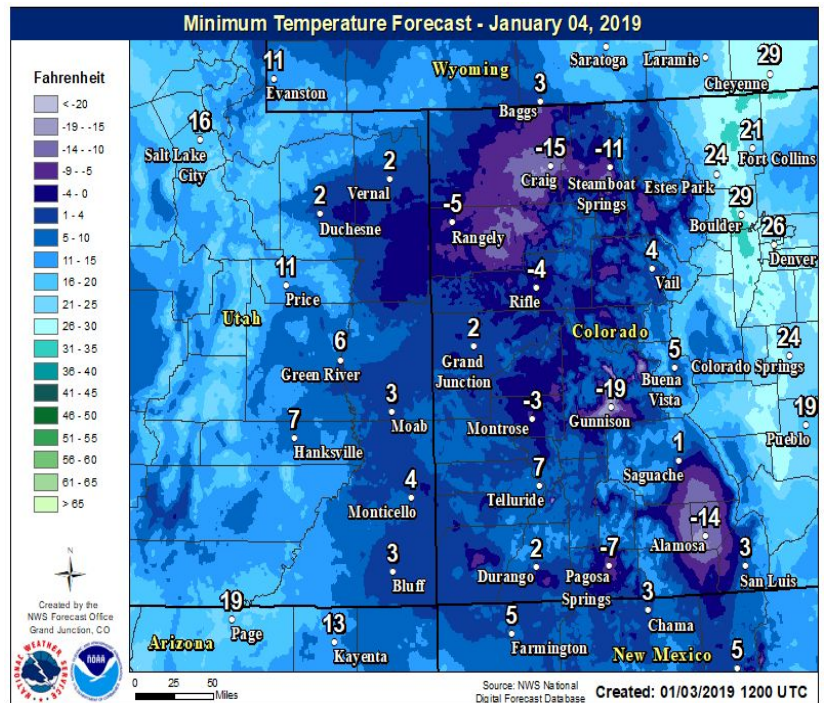 Minimum Temperature Forecast - January 04, 2019
Fahrenheit
< -20
-19 - -15
-14 - -10
-9 - -5
-4 - 0
1 - 4
5 - 10
11 - 15
16 - 20
21 - 25
26 - 30
31 - 35
36 - 40
41 - 45
46 - 50
51 - 55
56 - 60
61 - 65
> 65
N
Created by the
NWS Forecast Office
Grand Junction, CO
NATIONAL WEATHER SERVICE
NOAA
Wyoming
Saratoga
Laramie
29
Cheyenne
11
Evanston
3
Baggs
16
Salt Lake
City
2
Vernal
-15
Craig
-11
Steamboat
Springs
24
Estes Park
21
Fort Collins
2
Duchesne
-5
Rangely
29
Boulder
26
Denver
11
Price
-4
Rifle
4
Vail
Utah
Colorado
6
Green River
2
Grand
Junction
5
Buena
Vista
24
Colorado Springs
3
Moab
-3
Montrose
-19
Gunnison
19
Pueblo
7
Hanksville
1
Saguache
4
Monticello
7
Telluride
-14
Alamosa
3
Bluff
2
Durango
-7
Pagosa
Springs
3
San Luis
19
Page
Arizona
13
Kayenta
5
Farmington
3
Chama
New Mexico
5
0 25 50
Miles
Source: NWS National
Digital Forecast Database
Created: 01/03/2019 1200 UTC